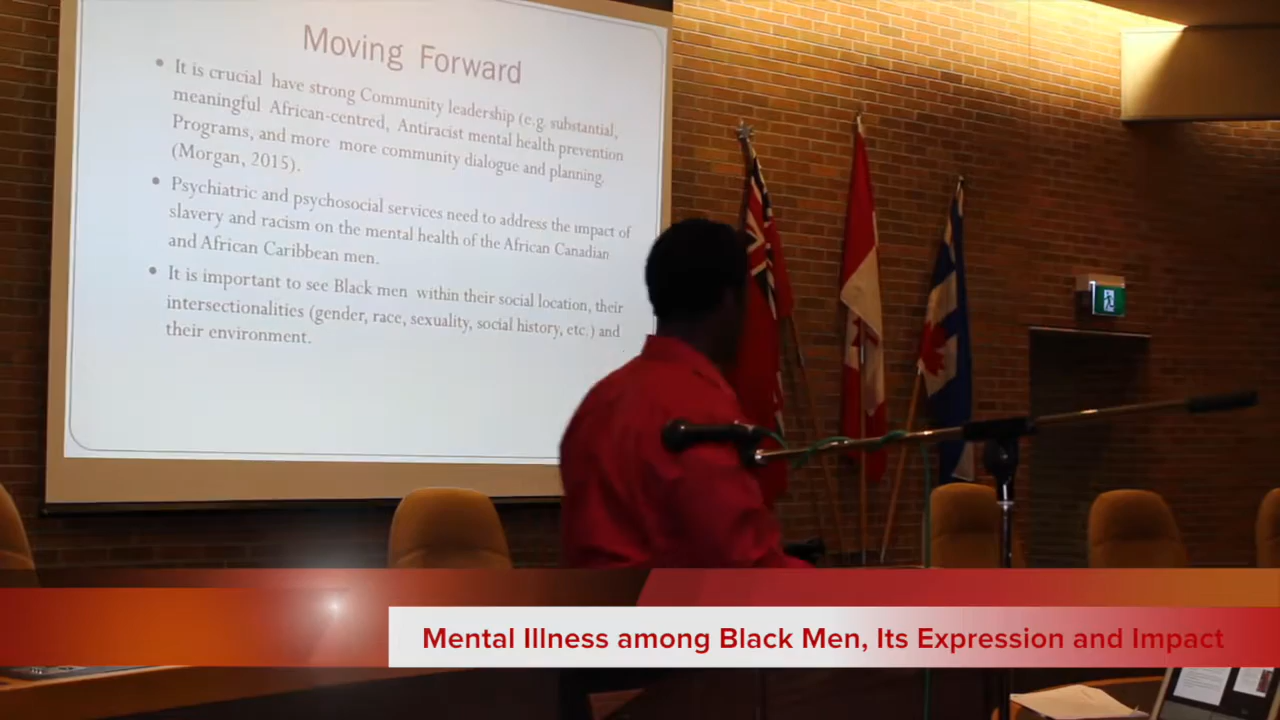 Moving Forward
• It is crucial have strong Community leadership (e.g. substantial,
meaningful African-centred, Antiracist mental health prevention
Programs, and more more community dialogue and planning.
(Morgan, 2015).
• Psychiatric and psychosocial services need to address the impact of
slavery and racism on the mental health of the African Canadian
and African Caribbean men.
• It is important to see Black men within their social location, their
intersectionalities (gender, race, sexuality, social history, etc.) and
their environment.
Mental Illness among Black Men, Its Expression and Impact